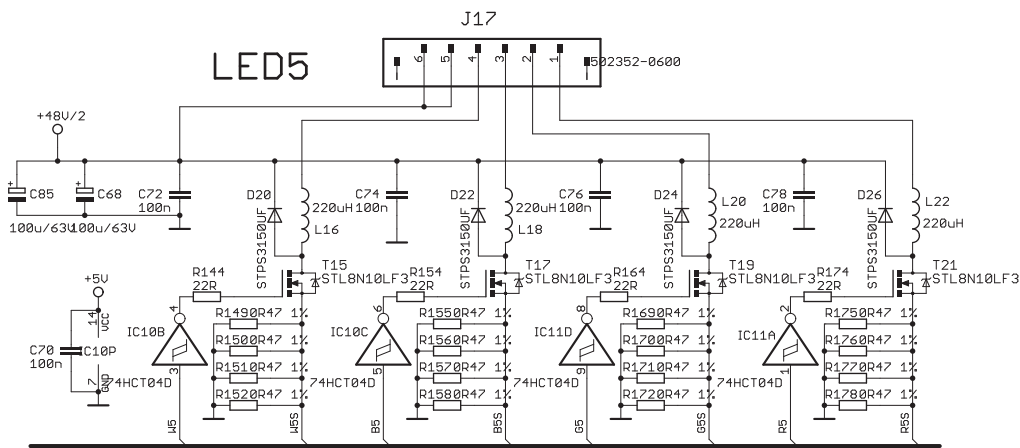 J17
LED5
6 5 4 3 2 1
502352-0600
+48V/2
C85
100u/63V
C68
100u/63V
C72
100n
D20
STPS3150UF
220uH
L16
C74
100n
D22
STPS3150UF
220uH
L18
C76
100n
D24
STPS3150UF
L20
220uH
C78
100n
D26
STPS3150UF
L22
220uH
+5V
14
VCC
C70
100n
IC10P
7
GND
R144
22R
T15
STL8N10LF3
4
IC10B
3
74HCT04D
R149 0R47 1%
R150 0R47 1%
R151 0R47 1%
R152 0R47 1%
W5
W5S
R154
22R
T17
STL8N10LF3
6
IC10C
5
74HCT04D
R155 0R47 1%
R156 0R47 1%
R157 0R47 1%
R158 0R47 1%
B5
B5S
R164
22R
T19
STL8N10LF3
8
IC11D
9
74HCT04D
R169 0R47 1%
R170 0R47 1%
R171 0R47 1%
R172 0R47 1%
G5
G5S
R174
22R
T21
STL8N10LF3
2
IC11A
1
74HCT04D
R175 0R47 1%
R176 0R47 1%
R177 0R47 1%
R178 0R47 1%
R5
R5S